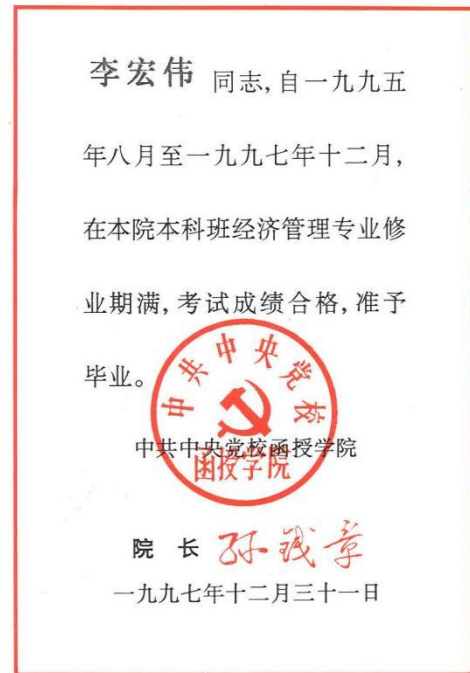 李宏伟 同志,自一九九五
年八月至一九九七年十二月,
在本院本科班经济管理专业修
业期满,考试成绩合格,准予
毕业。
中共中央党校
函授学院
中共中央党校函授学院
院 长 孙钱章
一九九七年十二月三十一日